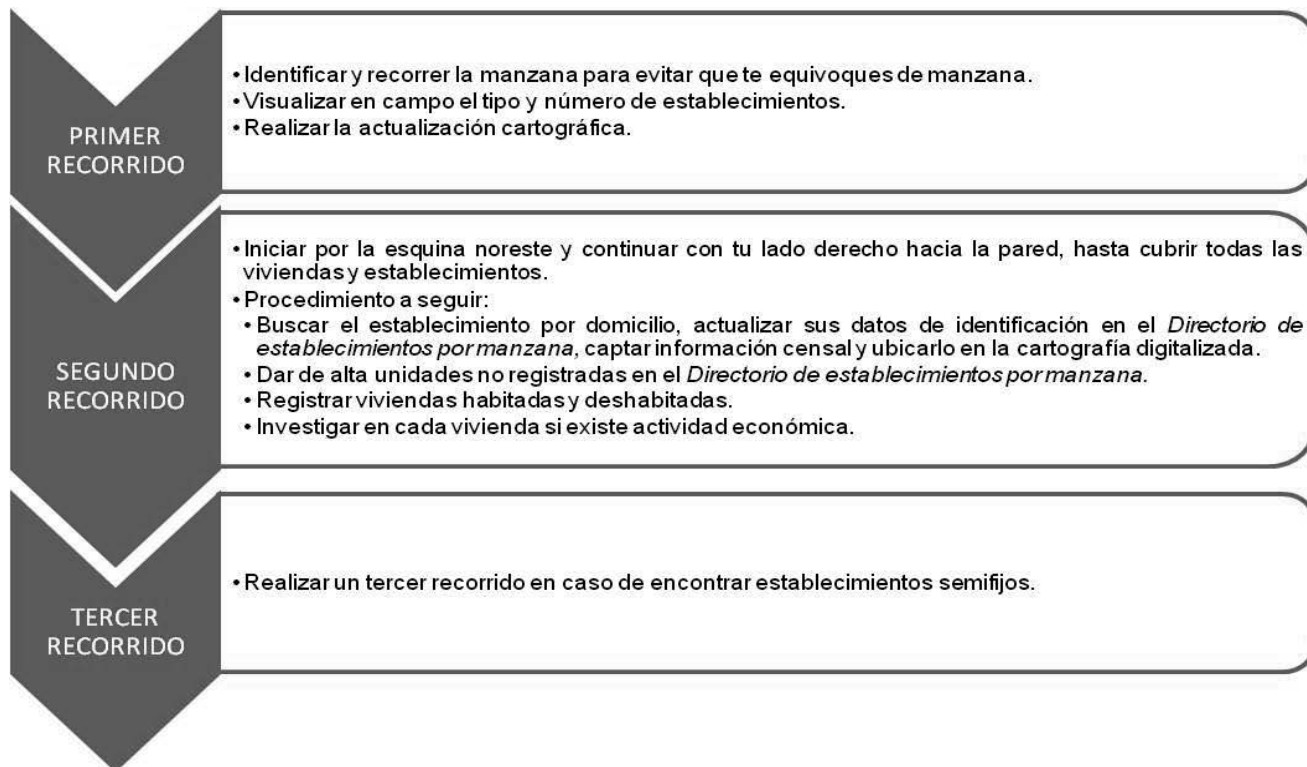 PRIMER
RECORRIDO
• Identificar y recorrer la manzana para evitar que te equivoques de manzana.
• Visualizar en campo el tipo y número de establecimientos.
• Realizar la actualización cartográfica.
SEGUNDO
RECORRIDO
• Iniciar por la esquina noreste y continuar con tu lado derecho hacia la pared, hasta cubrir todas las
viviendas y establecimientos.
• Procedimiento a seguir:
• Buscar el establecimiento por domicilio, actualizar sus datos de identificación en el Directorio de
establecimientos por manzana, captar información censal y ubicarlo en la cartografía digitalizada.
• Dar de alta unidades no registradas en el Directorio de establecimientos por manzana.
• Registrar viviendas habitadas y deshabitadas.
• Investigar en cada vivienda si existe actividad económica.
TERCER
RECORRIDO
• Realizar un tercer recorrido en caso de encontrar establecimientos semifijos.